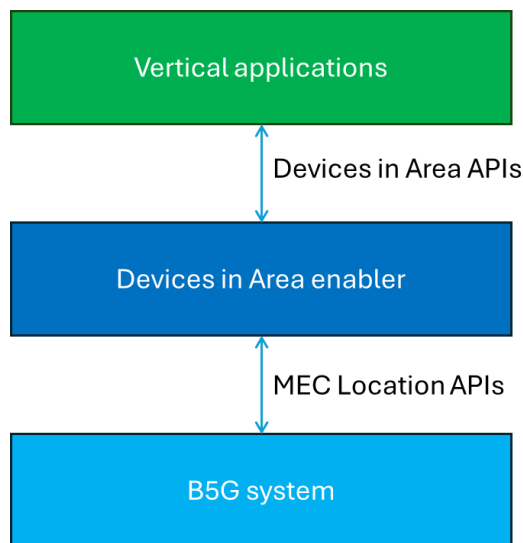 Vertical applications
Devices in Area APIs
Devices in Area enabler
MEC Location APIs
B5G system